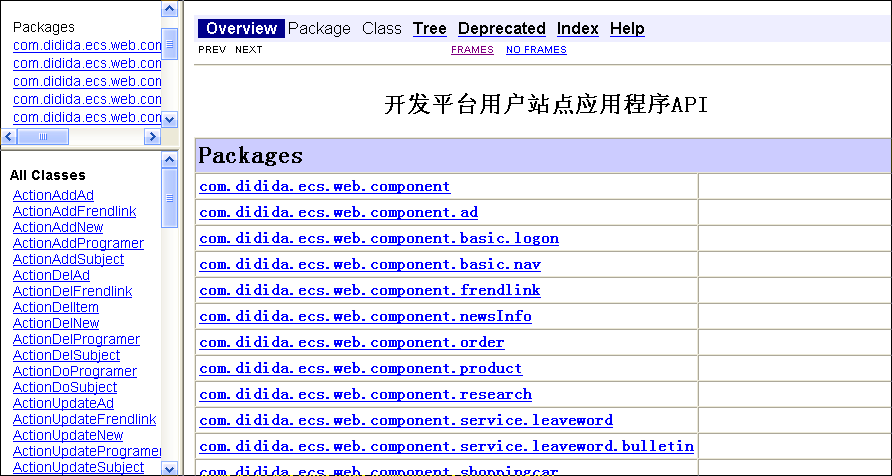 Packages
com.didida.ecs.web.con
com.didida.ecs.web.con
com.didida.ecs.web.con
com.didida.ecs.web.con
com.didida.ecs.web.con
All Classes
ActionAddAd
ActionAddFrendlink
ActionAddNew
ActionAddProgramer
ActionAddSubject
ActionDelAd
ActionDelFrendlink
ActionDelItem
ActionDelNew
ActionDelProgramer
ActionDelSubject
ActionDoProgramer
ActionDoSubject
ActionUpdateAd
ActionUpdateFrendlink
ActionUpdateNew
ActionUpdateProgramer
ActionUpdateSubject
Overview Package Class Tree Deprecated Index Help
PREV NEXT FRAMES NO FRAMES
开发平台用户站点应用程序API
Packages
com.didida.ecs.web.component
com.didida.ecs.web.component.ad
com.didida.ecs.web.component.basic.logon
com.didida.ecs.web.component.basic.nav
com.didida.ecs.web.component.frendlink
com.didida.ecs.web.component.newsInfo
com.didida.ecs.web.component.order
com.didida.ecs.web.component.product
com.didida.ecs.web.component.research
com.didida.ecs.web.component.service.leaveword
com.didida.ecs.web.component.service.leaveword.bulletin
com.didida.ecs.web.component.shoppingcar